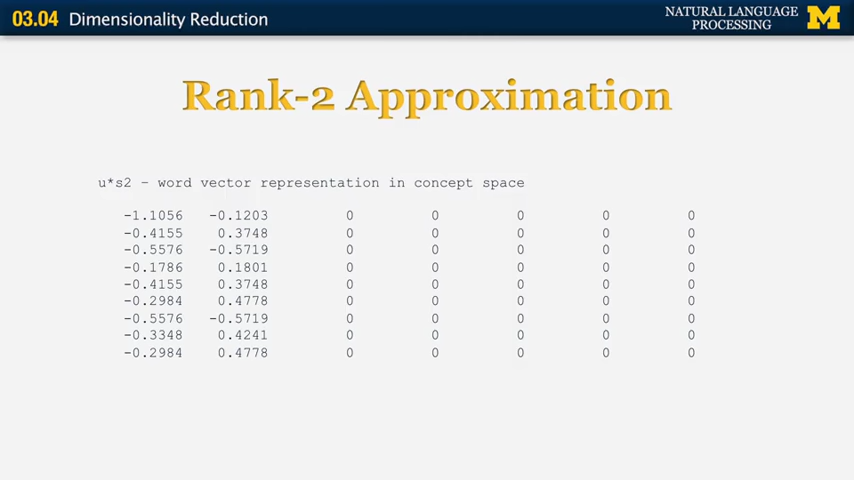 03.04 Dimensionality Reduction
NATURAL LANGUAGE
PROCESSING
M
Rank-2 Approximation
u*s2 – word vector representation in concept space
-1.1056 -0.1203 0 0 0 0 0
-0.4155 0.3748 0 0 0 0 0
-0.5576 -0.5719 0 0 0 0 0
-0.1786 0.1801 0 0 0 0 0
-0.4155 0.3748 0 0 0 0 0
-0.2984 0.4778 0 0 0 0 0
-0.5576 -0.5719 0 0 0 0 0
-0.3348 0.4241 0 0 0 0 0
-0.2984 0.4778 0 0 0 0 0